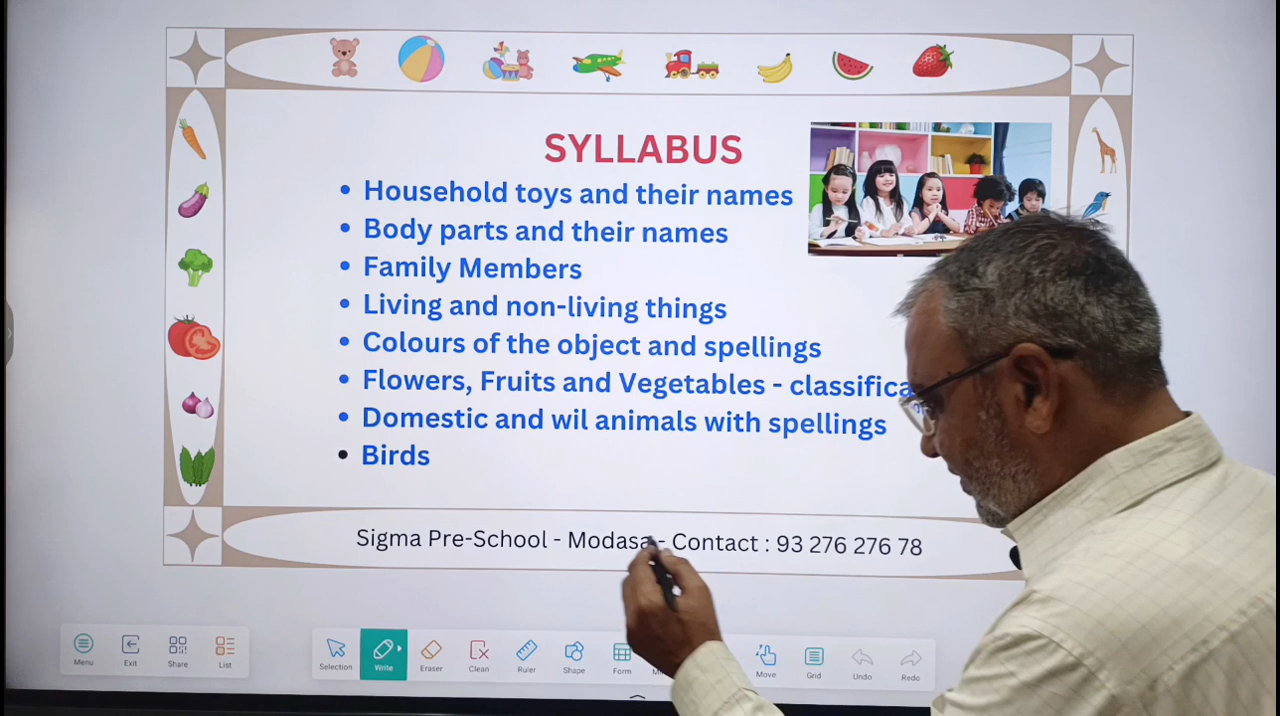 SYLLABUS
• Household toys and their names
• Body parts and their names
• Family Members
• Living and non-living things
• Colours of the object and spellings
• Flowers, Fruits and Vegetables - classifica
• Domestic and wil animals with spellings
• Birds
Sigma Pre-School - Modasa - Contact : 93 276 276 78
Menu Exit Share List Selection Write Eraser Clean Ruler Shape Form Move Grid Undo Redo